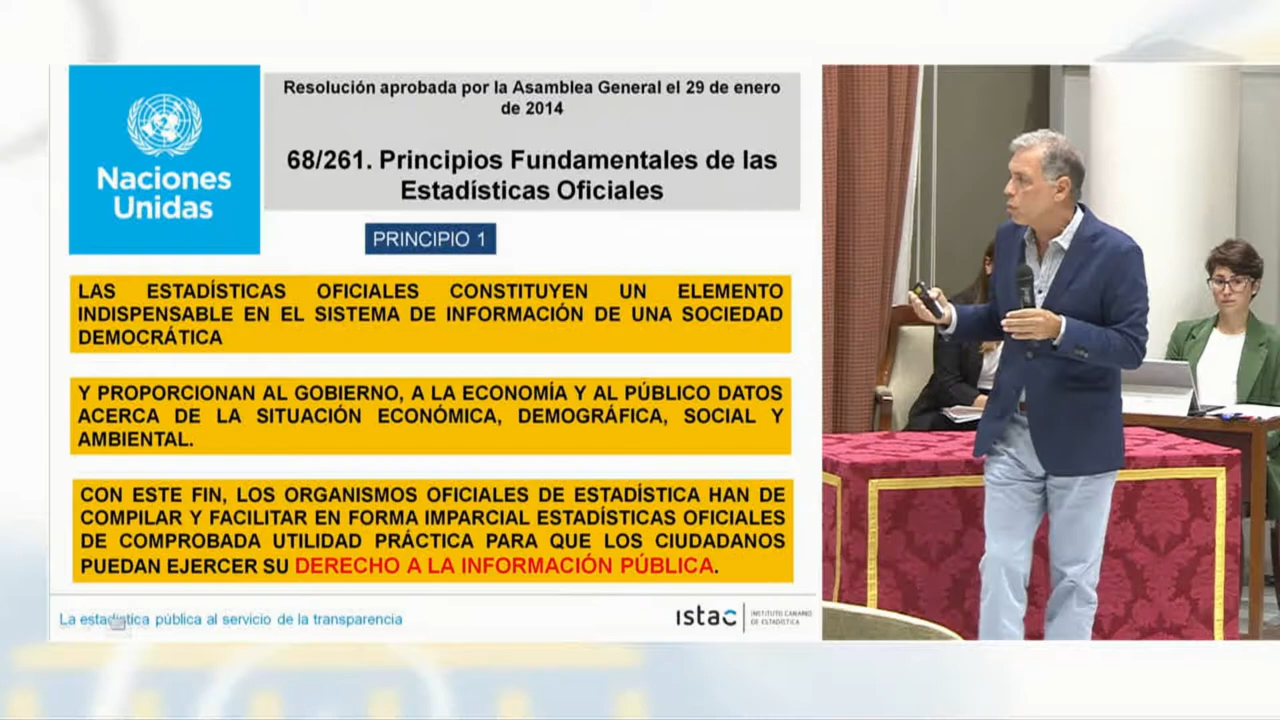 Naciones
Unidas
Resolución aprobada por la Asamblea General el 29 de enero
de 2014
68/261. Principios Fundamentales de las
Estadísticas Oficiales
PRINCIPIO 1
LAS ESTADÍSTICAS OFICIALES CONSTITUYEN UN ELEMENTO
INDISPENSABLE EN EL SISTEMA DE INFORMACIÓN DE UNA SOCIEDAD
DEMOCRÁTICA
Y PROPORCIONAN AL GOBIERNO, A LA ECONOMÍA Y AL PÚBLICO DATOS
ACERCA DE LA SITUACIÓN ECONÓMICA, DEMOGRÁFICA, SOCIAL Y
AMBIENTAL.
CON ESTE FIN, LOS ORGANISMOS OFICIALES DE ESTADÍSTICA HAN DE
COMPILAR Y FACILITAR EN FORMA IMPARCIAL ESTADÍSTICAS OFICIALES
DE COMPROBADA UTILIDAD PRÁCTICA PARA QUE LOS CIUDADANOS
PUEDAN EJERCER SU DERECHO A LA INFORMACIÓN PÚBLICA.
La estadística pública al servicio de la transparencia
istac
INSTITUTO CANARIO
DE ESTADÍSTICA